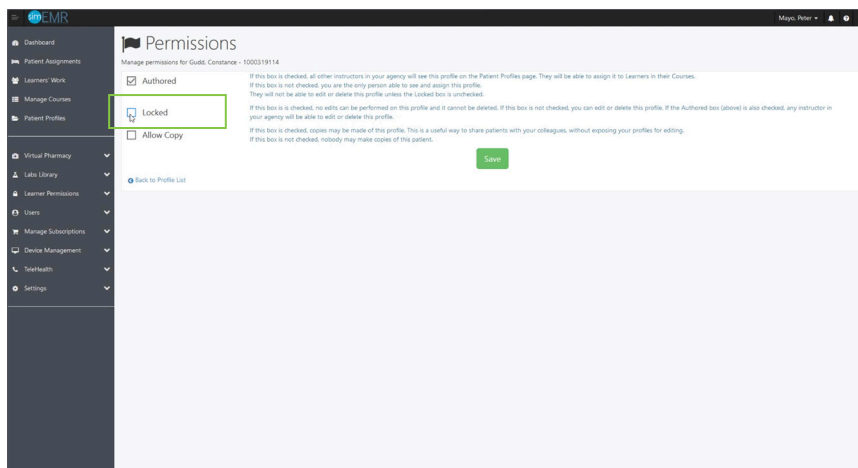 simEMR
Mayo, Peter
Dashboard
Patient Assignments
Learners' Work
Manage Courses
Patient Profiles
Virtual Pharmacy
Labs Library
Learner Permissions
Users
Manage Subscriptions
Device Management
TeleHealth
Settings
Permissions
Manage permissions for Gudd, Constance - 1000319114
Authored
If this box is checked, all other instructors in your agency will see this profile on the Patient Profiles page. They will be able to assign it to Learners in their Courses.
If this box is not checked, you are the only person able to see and assign this profile.
They will not be able to edit or delete this profile unless the Locked box is unchecked.
Locked
If this box is is checked, no edits can be performed on this profile and it cannot be deleted. If this box is not checked, you can edit or delete this profile. If the Authored box (above) is also checked, any instructor in
your agency will be able to edit or delete this profile.
Allow Copy
If this box is checked, copies may be made of this profile. This is a useful way to share patients with your colleagues, without exposing your profiles for editing.
If this box is not checked, nobody may make copies of this patient.
Save
Back to Profile List